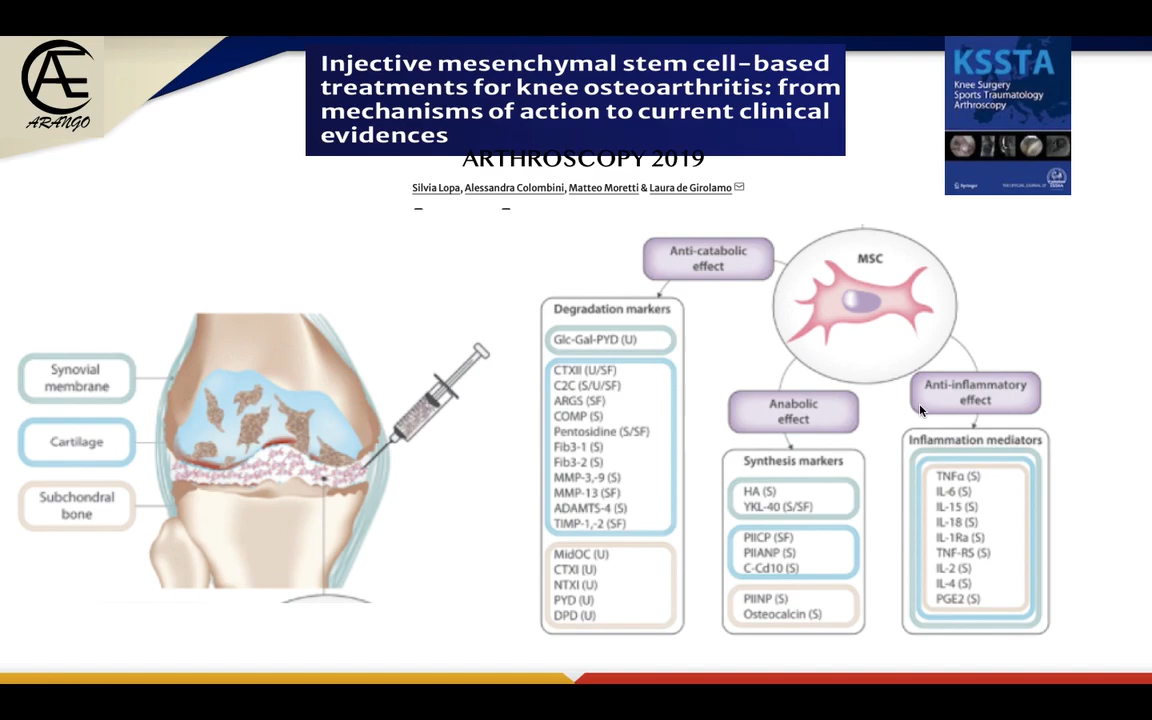 ARANGO
Injective mesenchymal stem cell-based
treatments for knee osteoarthritis: from
mechanisms of action to current clinical
evidences
ARTHROSCOPY 2019
Silvia Lopa, Alessandra Colombini, Matteo Moretti & Laura de Girolamo
KSSTA
Knee Surgery
Sports Traumatology
Arthroscopy
Springer
Synovial
membrane
Cartilage
Subchondral
bone
Anti-catabolic
effect
MSC
Degradation markers
Glc-Gal-PYD (U)
CTXII (U/SF)
C2C (S/U/SF)
ARGS (SF)
COMP (S)
Pentosidine (S/SF)
Fib3-1 (S)
Fib3-2 (S)
MMP-3,-9 (S)
MMP-13 (SF)
ADAMTS-4 (S)
TIMP-1,-2 (SF)
MidOC (U)
CTXI (U)
NTXI (U)
PYD (U)
DPD (U)
Anabolic
effect
Synthesis markers
HA (S)
YKL-40 (S/SF)
PIICP (SF)
PIIANP (S)
C-Cd10 (S)
PIINP (S)
Osteocalcin (S)
Anti-inflammatory
effect
Inflammation mediators
TNFα (S)
IL-6 (S)
IL-15 (S)
IL-18 (S)
IL-1Ra (S)
TNF-RS (S)
IL-2 (S)
IL-4 (S)
PGE2 (S)